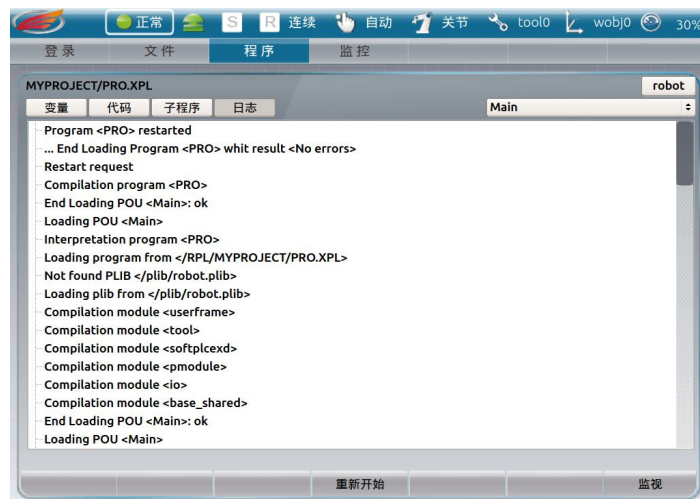 正常 S R 连续 自动 关节 tool0 wobj0 30%
登录 文件 程序 监控
MYPROJECT/PRO.XPL robot
变量 代码 子程序 日志 Main
Program <PRO> restarted
... End Loading Program <PRO> whit result <No errors>
Restart request
Compilation program <PRO>
End Loading POU <Main>: ok
Loading POU <Main>
Interpretation program <PRO>
Loading program from </RPL/MYPROJECT/PRO.XPL>
Not found PLIB </plib/robot.plib>
Loading plib from </plib/robot.plib>
Compilation module <userframe>
Compilation module <tool>
Compilation module <softplcexd>
Compilation module <pmodule>
Compilation module <io>
Compilation module <base_shared>
End Loading POU <Main>: ok
Loading POU <Main>
重新开始 监视